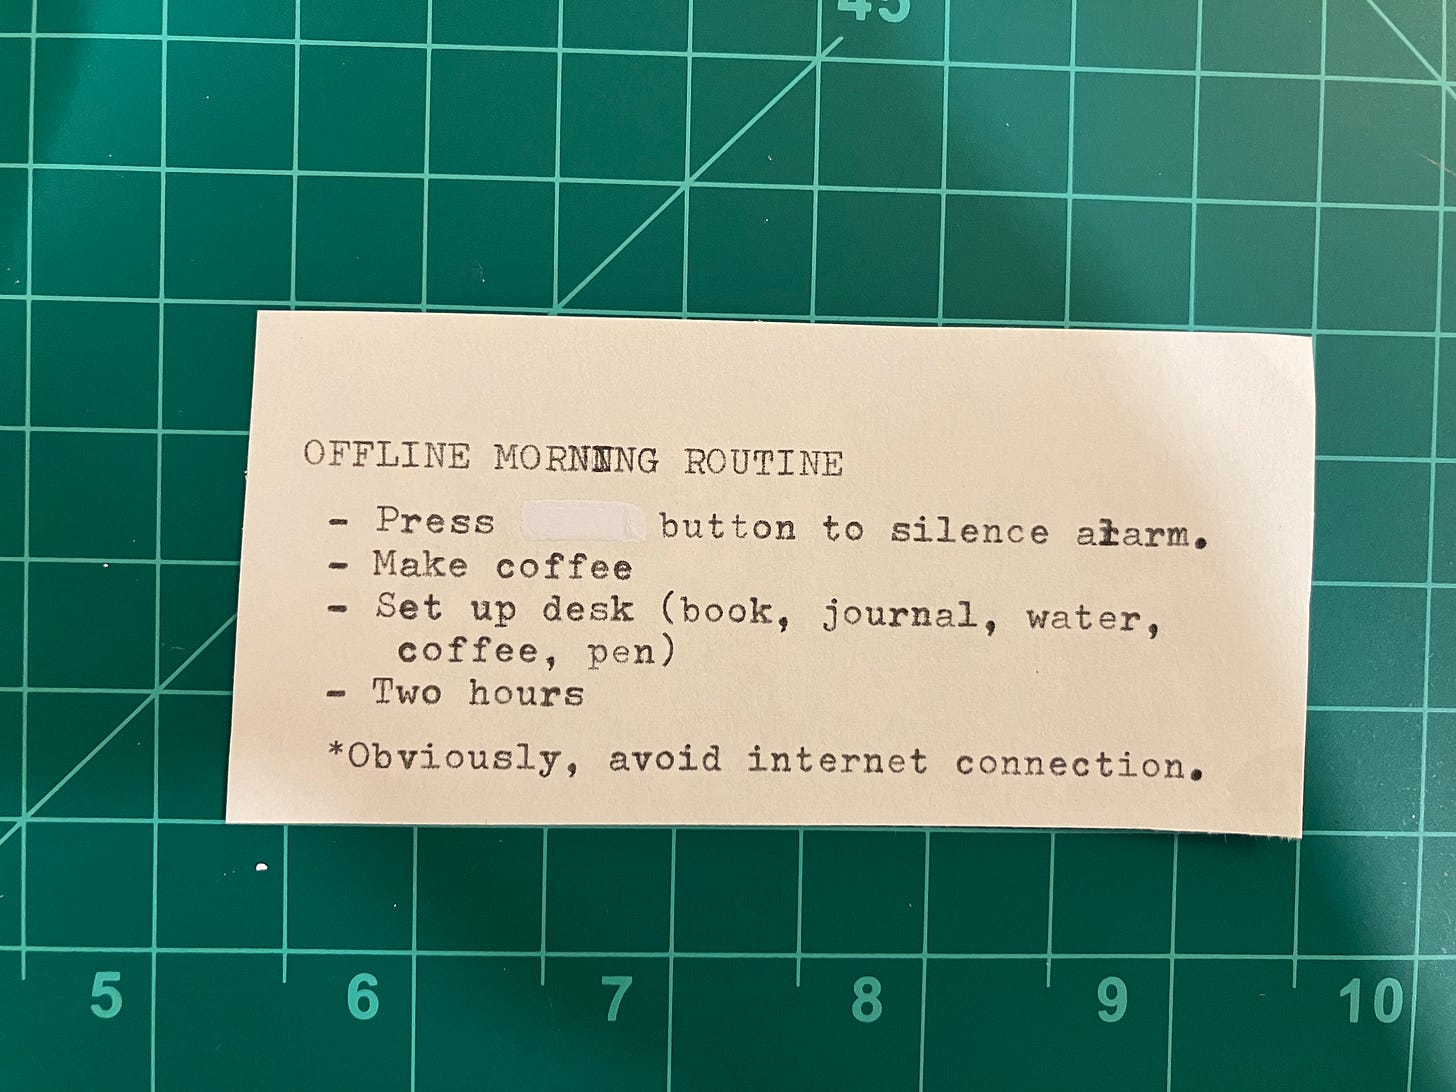 45
OFFLINE MORNING ROUTINE
- Press button to silence alarm.
- Make coffee
- Set up desk (book, journal, water,
coffee, pen)
- Two hours
*Obviously, avoid internet connection.
5 6 7 8 9 10